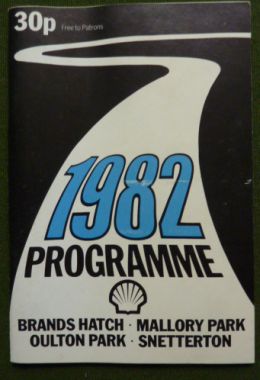 30p Free to Patrons
1982
PROGRAMME
BRANDS HATCH · MALLORY PARK
OULTON PARK · SNETTERTON